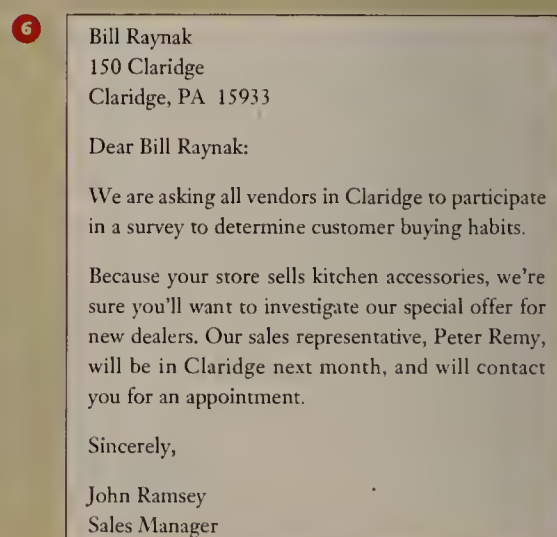 6
Bill Raynak
150 Claridge
Claridge, PA 15933
Dear Bill Raynak:
We are asking all vendors in Claridge to participate
in a survey to determine customer buying habits.
Because your store sells kitchen accessories, we're
sure you'll want to investigate our special offer for
new dealers. Our sales representative, Peter Remy,
will be in Claridge next month, and will contact
you for an appointment.
Sincerely,
John Ramsey
Sales Manager